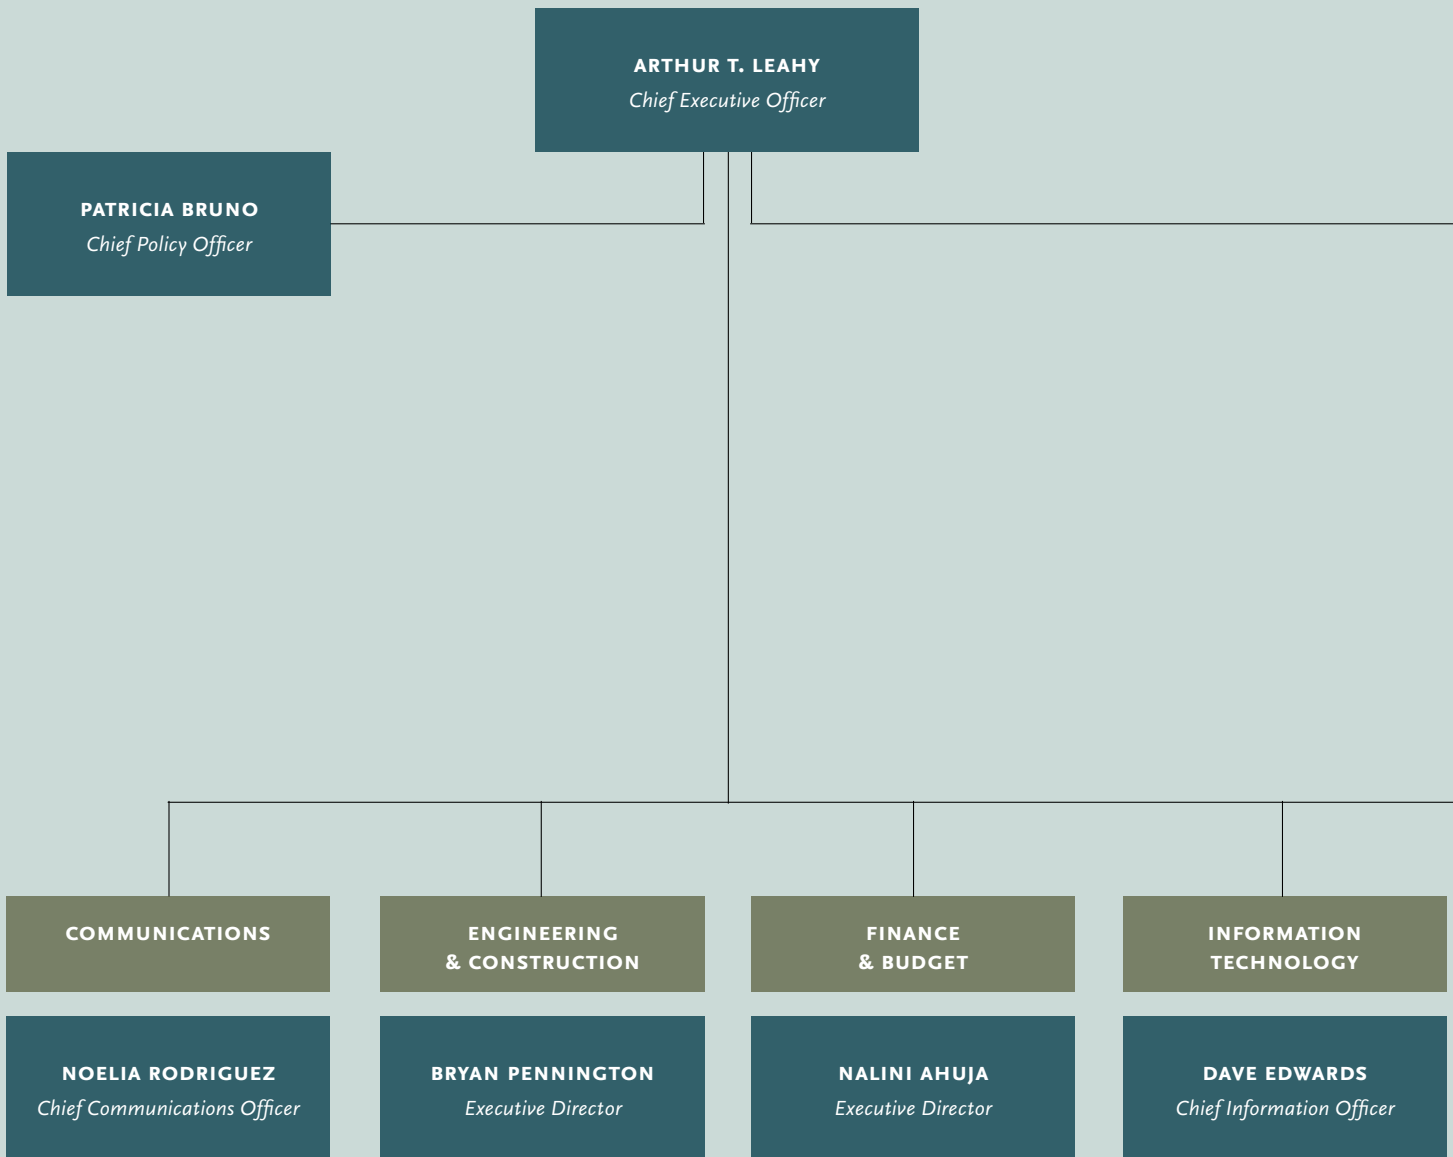 ARTHUR T. LEAHY
Chief Executive Officer
PATRICIA BRUNO
Chief Policy Officer
COMMUNICATIONS
ENGINEERING
& CONSTRUCTION
FINANCE
& BUDGET
INFORMATION
TECHNOLOGY
NOELIA RODRIGUEZ
Chief Communications Officer
BRYAN PENNINGTON
Executive Director
NALINI AHUJA
Executive Director
DAVE EDWARDS
Chief Information Officer